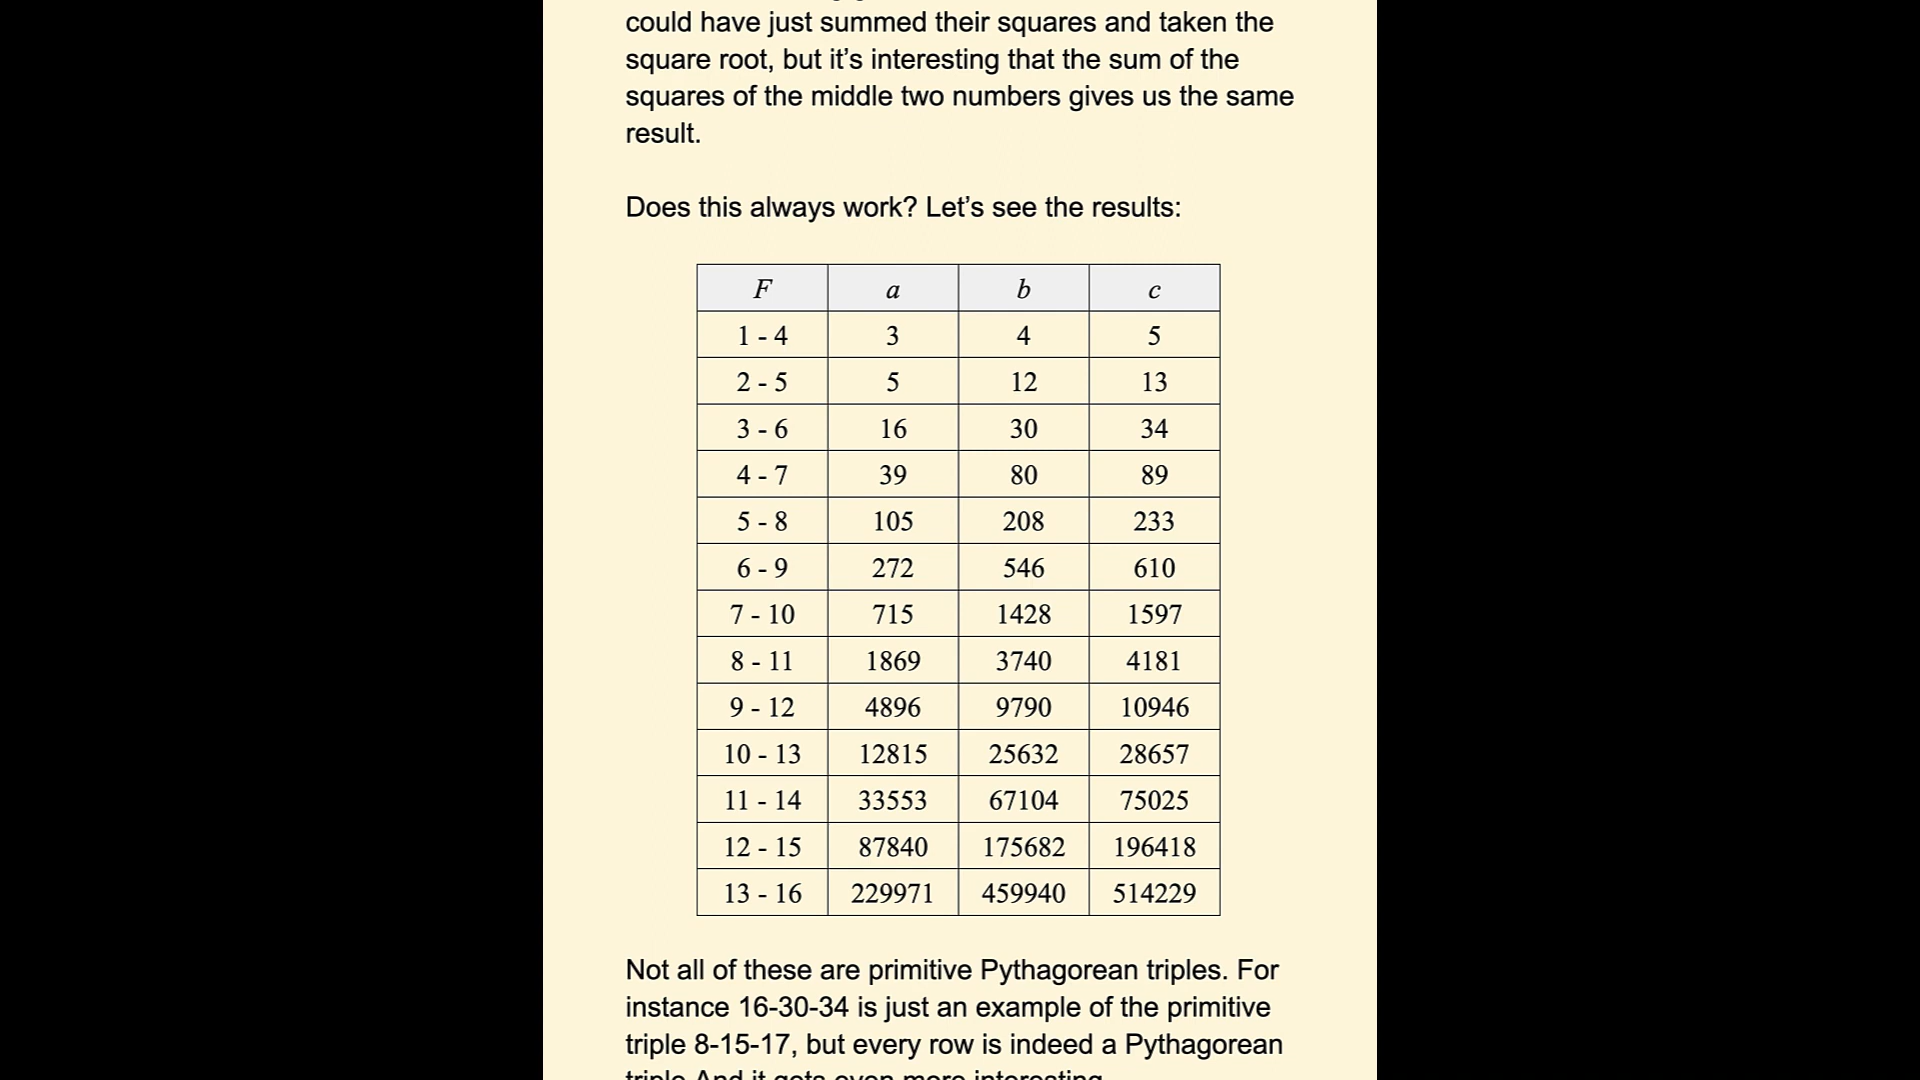 could have just summed their squares and taken the
square root, but it’s interesting that the sum of the
squares of the middle two numbers gives us the same
result.
Does this always work? Let’s see the results:
F a b c
1 - 4 3 4 5
2 - 5 5 12 13
3 - 6 16 30 34
4 - 7 39 80 89
5 - 8 105 208 233
6 - 9 272 546 610
7 - 10 715 1428 1597
8 - 11 1869 3740 4181
9 - 12 4896 9790 10946
10 - 13 12815 25632 28657
11 - 14 33553 67104 75025
12 - 15 87840 175682 196418
13 - 16 229971 459940 514229
Not all of these are primitive Pythagorean triples. For
instance 16-30-34 is just an example of the primitive
triple 8-15-17, but every row is indeed a Pythagorean
triple And it gets even more interesting